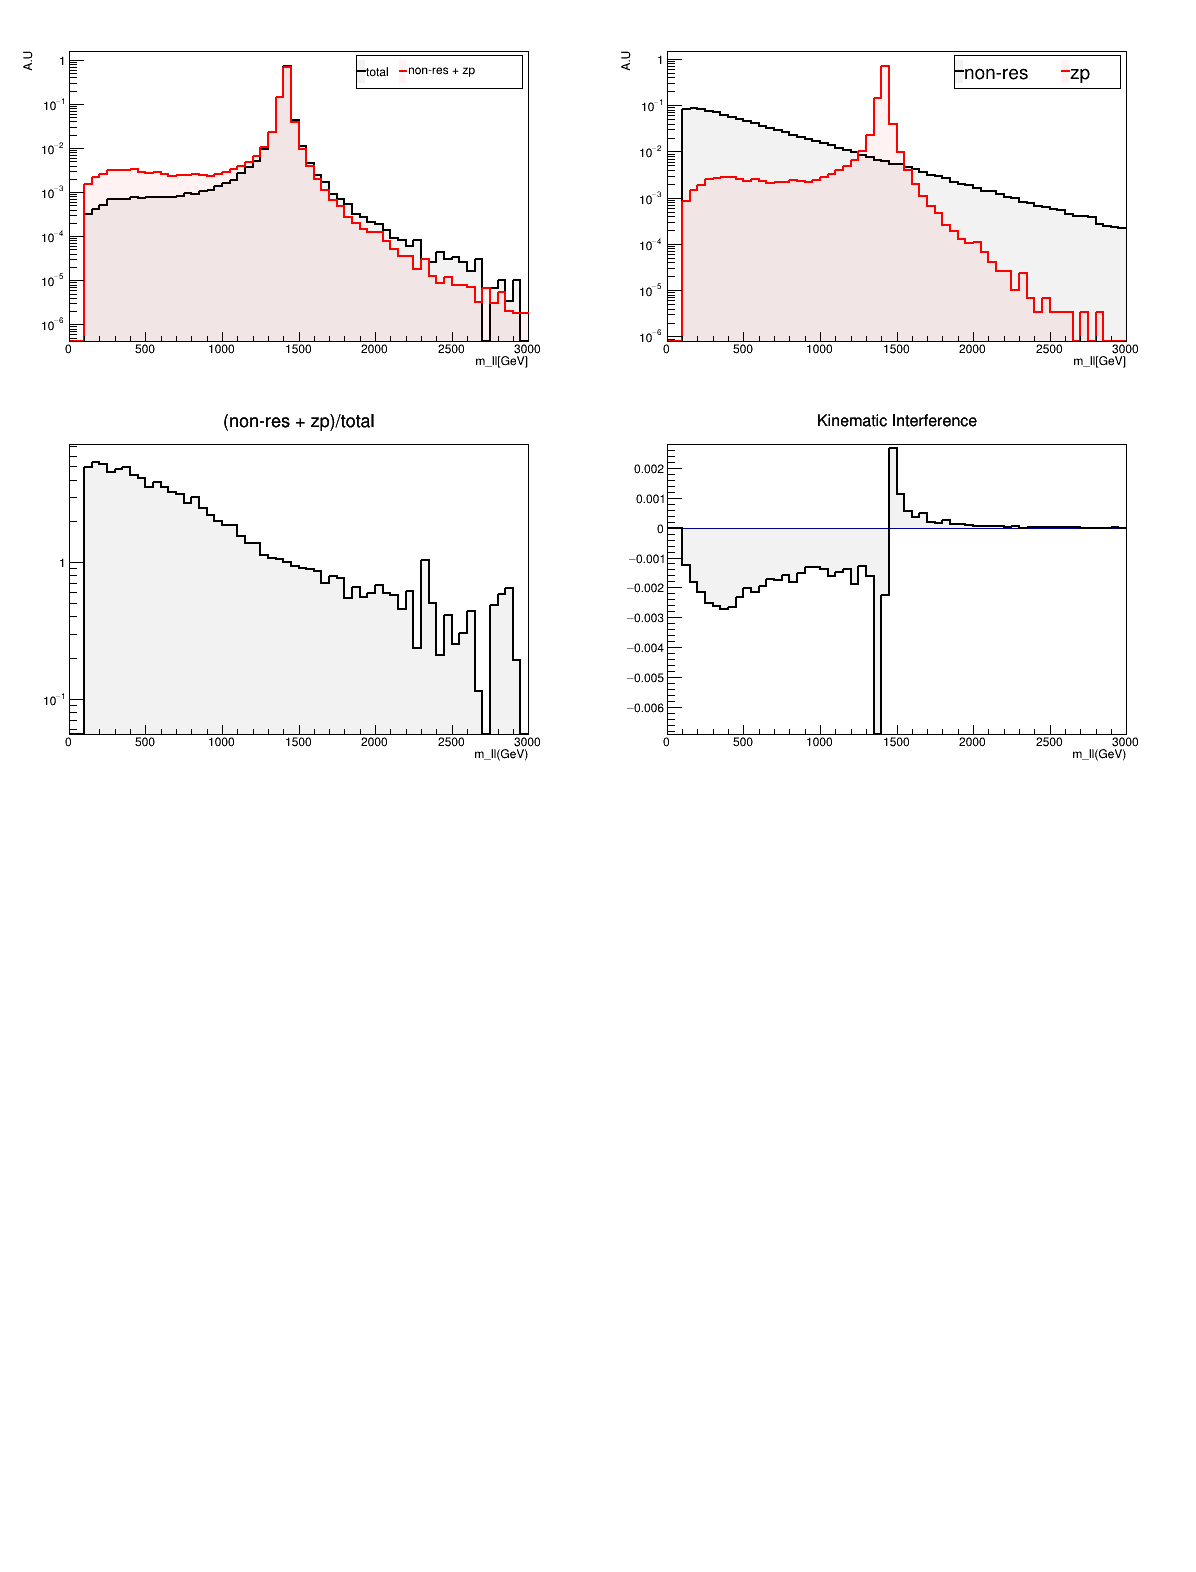 A.U
total non-res + zp
1
10⁻¹
10⁻²
10⁻³
10⁻⁴
10⁻⁵
10⁻⁶
0 500 1000 1500 2000 2500 3000
m_ll[GeV]
A.U
non-res zp
1
10⁻¹
10⁻²
10⁻³
10⁻⁴
10⁻⁵
10⁻⁶
0 500 1000 1500 2000 2500 3000
m_ll[GeV]
(non-res + zp)/total
1
10⁻¹
0 500 1000 1500 2000 2500 3000
m_ll(GeV)
Kinematic Interference
0.002
0.001
0
−0.001
−0.002
−0.003
−0.004
−0.005
−0.006
0 500 1000 1500 2000 2500 3000
m_ll(GeV)